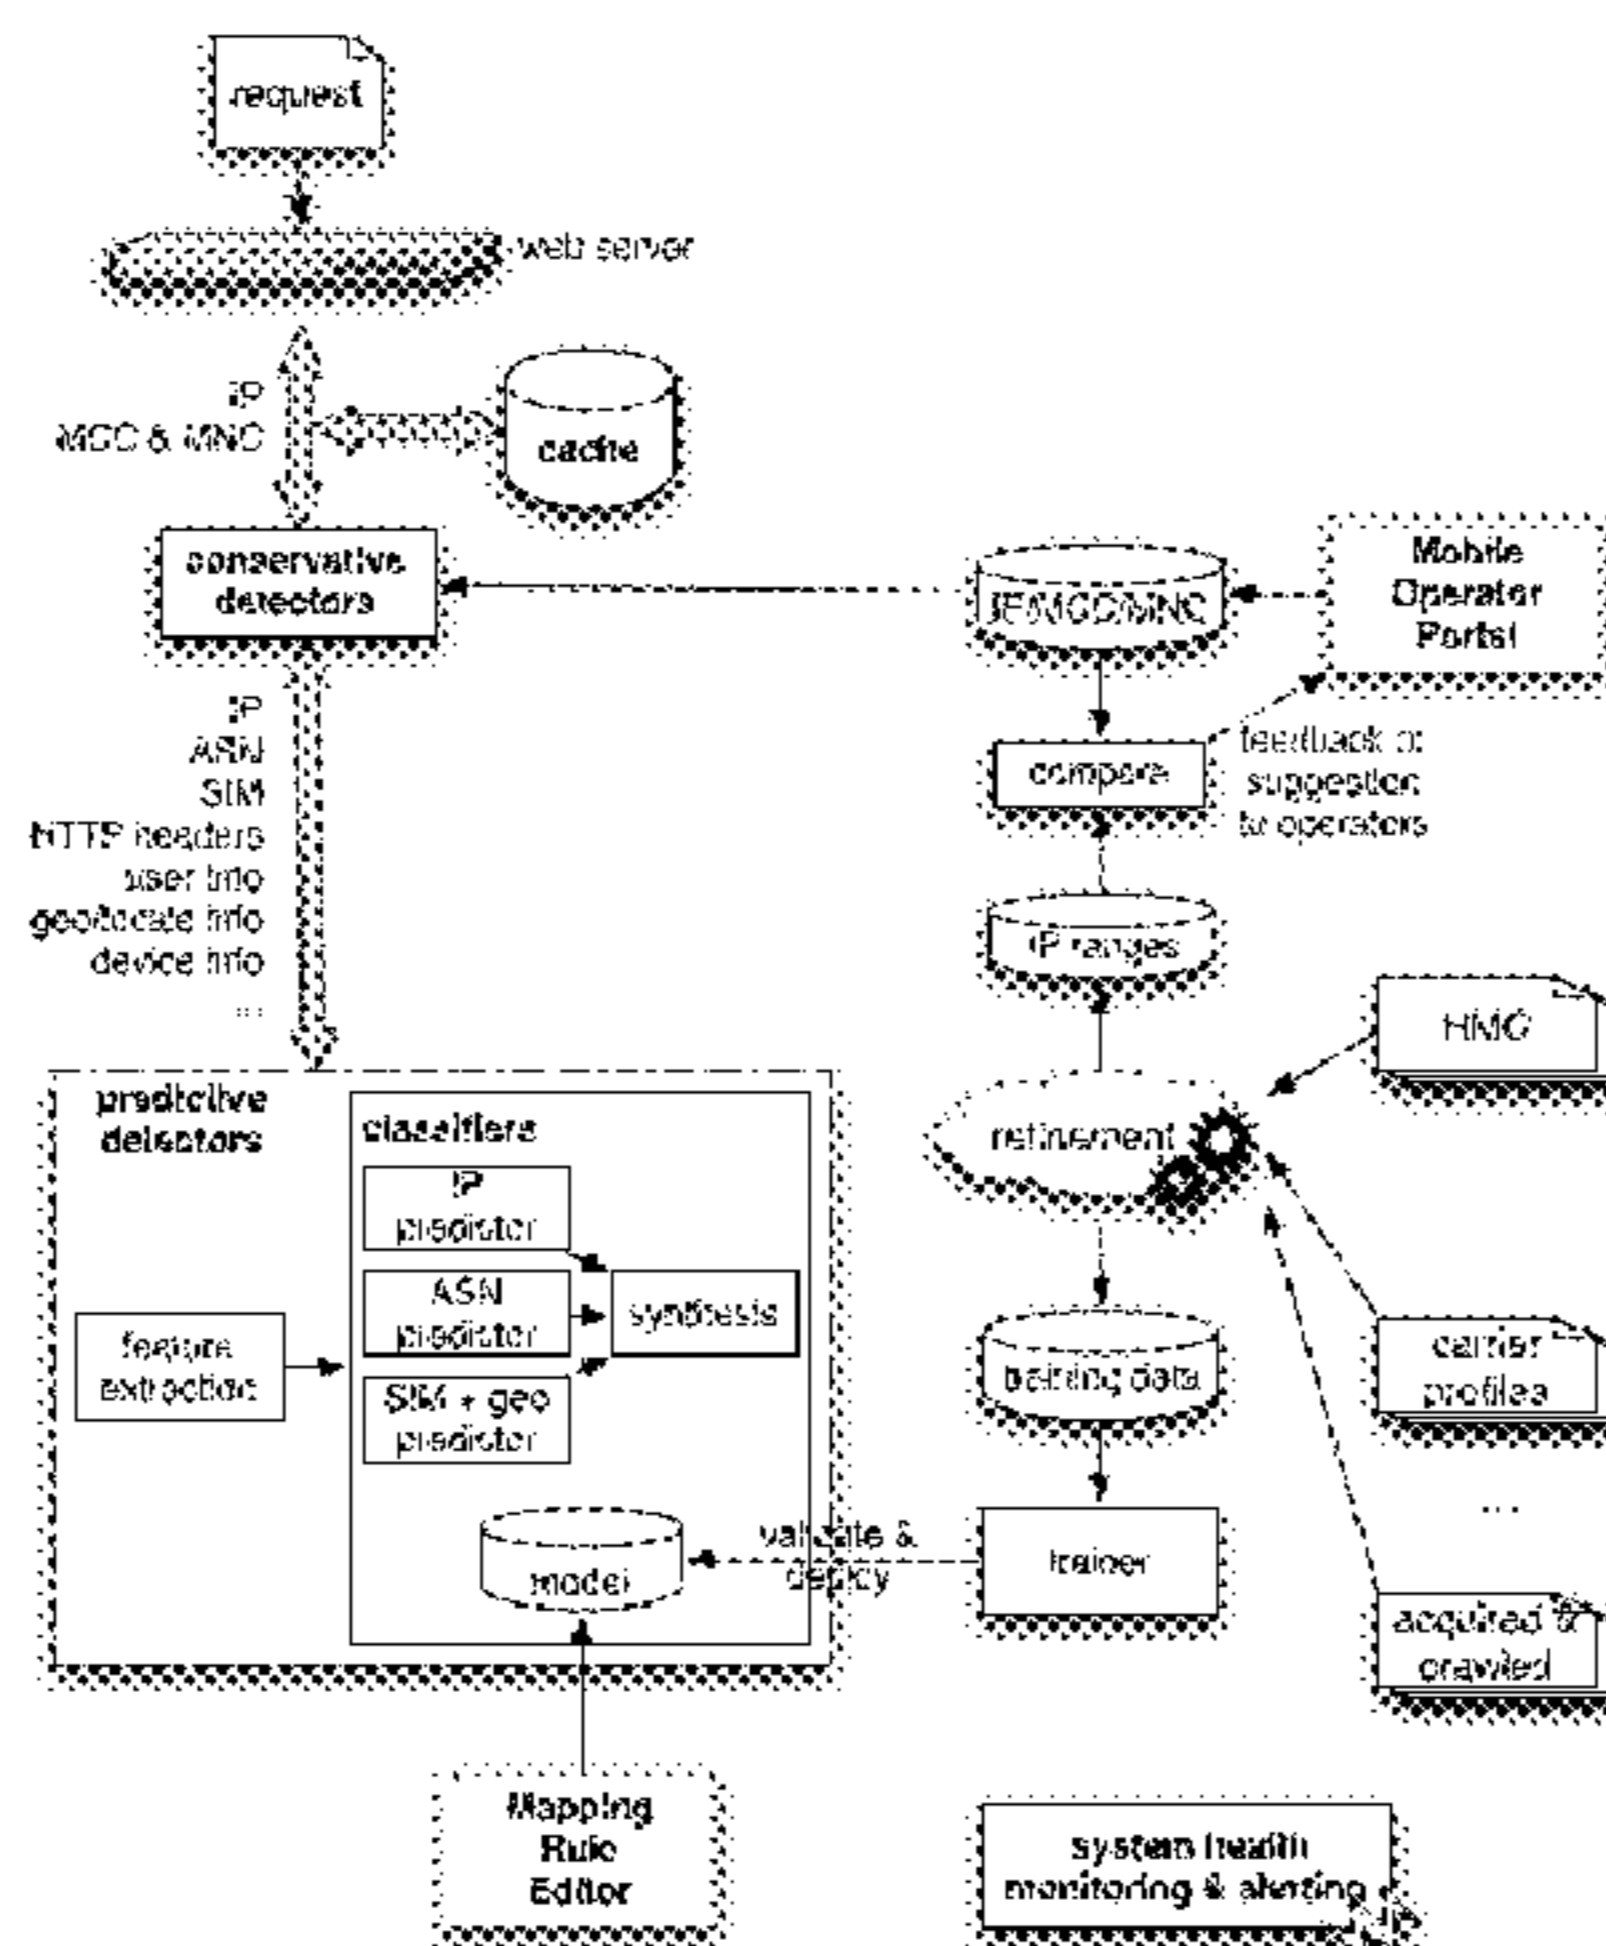 request
web server
IP
MCC & MNC
cache
conservative
detectors
IP/MCC/MNC
Mobile
Operator
Portal
IP
ASN
SIM
HTTP headers
user info
geo/locate info
device info
...
compare
feedback or
suggestion
to operators
IP ranges
HMC
predictive
detectors
classifiers
IP
predictor
ASN
predictor
SIM + geo
predictor
synthesis
feature
extraction
model
refinement
training data
carrier
profiles
...
validate &
deploy
trainer
acquired &
crawled
Mapping
Rule
Editor
system health
monitoring & alerting